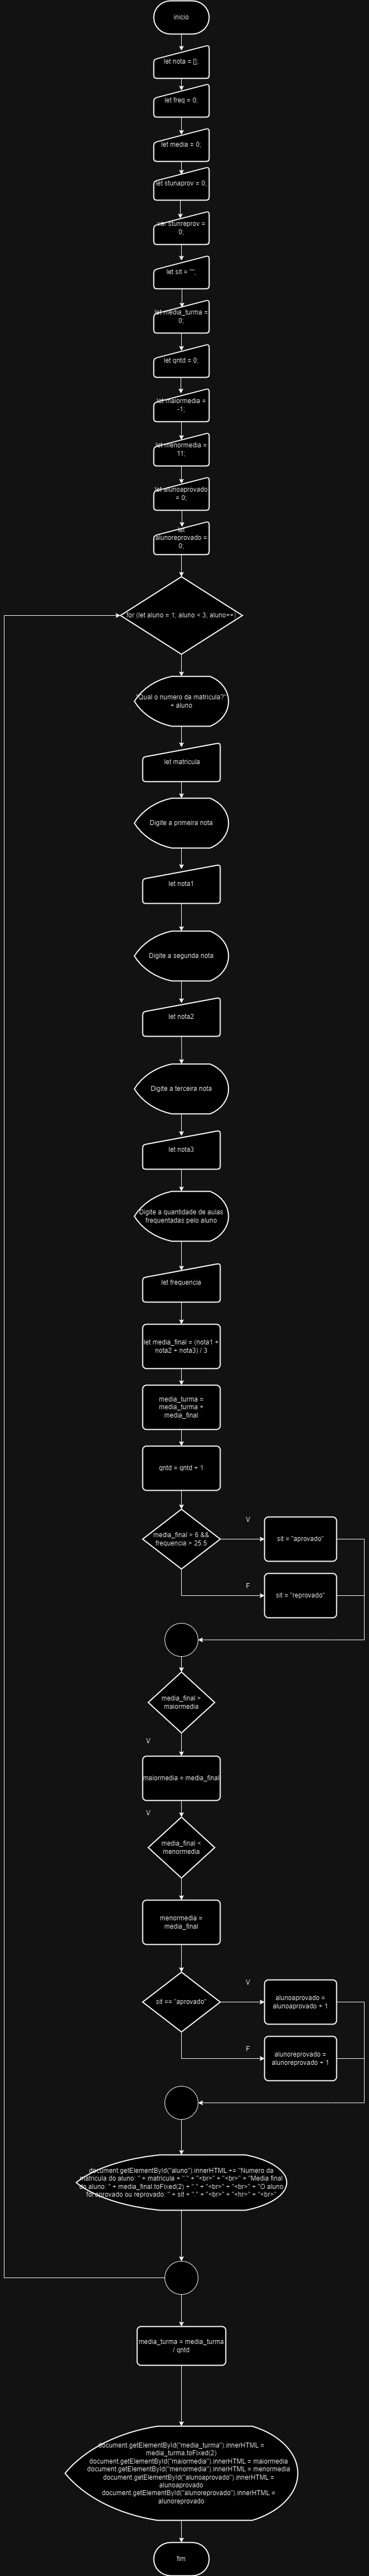 inicio
let nota = [];
let freq = 0;
let media = 0;
let stunaprov = 0;
var stunreprov =
0;
let sit = "";
let media_turma =
0;
let qntd = 0;
let maiormedia =
-1;
let menormedia =
11;
let alunoaprovado
= 0;
let
alunoreprovado =
0;
for (let aluno = 1; aluno < 3; aluno++)
"Qual o numero da matricula?"
+ aluno
let matricula
Digite a primeira nota
let nota1
Digite a segunda nota
let nota2
Digite a terceira nota
let nota3
Digite a quantidade de aulas
frequentadas pelo aluno
let frequencia
let media_final = (nota1 +
nota2 + nota3) / 3
media_turma =
media_turma +
media_final
qntd = qntd + 1
media_final > 6 &&
frequencia > 25.5
V
sit = "aprovado"
F
sit = "reprovado"
media_final >
maiormedia
V
maiormedia = media_final
V
media_final <
menormedia
menormedia =
media_final
sit == "aprovado"
V
alunoaprovado =
alunoaprovado + 1
F
alunoreprovado =
alunoreprovado + 1
document.getElementById("aluno").innerHTML += "Numero da
matricula do aluno: " + matricula + "." + "<br>" + "<br>" + "Media final
do aluno: " + media_final.toFixed(2) + "." + "<br>" + "<br>" + "O aluno
foi aprovado ou reprovado: " + sit + "." + "<br>" + "<hr>" + "<br>"
media_turma = media_turma
/ qntd
document.getElementById("media_turma").innerHTML =
media_turma.toFixed(2)
document.getElementById("maiormedia").innerHTML = maiormedia
document.getElementById("menormedia").innerHTML = menormedia
document.getElementById("alunoaprovado").innerHTML =
alunoaprovado
document.getElementById("alunoreprovado").innerHTML =
alunoreprovado
fim